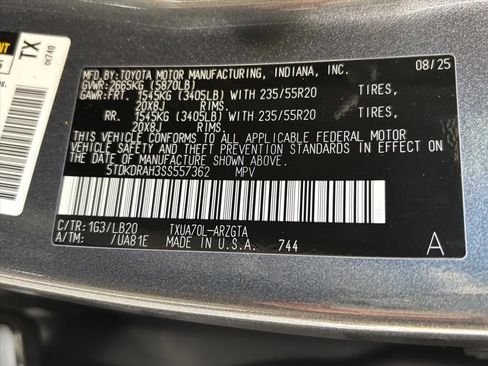 TX
0E740
MFD.BY:TOYOTA MOTOR MANUFACTURING, INDIANA, INC. 08/25
GVWR:2665KG (5870LB)
GAWR:FRT. 1545KG (3405LB) WITH 235/55R20 TIRES,
20X8J RIMS.
RR. 1545KG (3405LB) WITH 235/55R20 TIRES,
20X8J RIMS.
THIS VEHICLE CONFORMS TO ALL APPLICABLE FEDERAL MOTOR
VEHICLE SAFETY AND THEFT PREVENTION STANDARDS IN EFFECT
ON THE DATE OF MANUFACTURE SHOWN ABOVE.
5TDKDRAH3SS557362 MPV
C/TR: 1G3/LB20 TXUA70L-ARZGTA
A/TM: /UA81E MADE IN U.S.A. 744 A